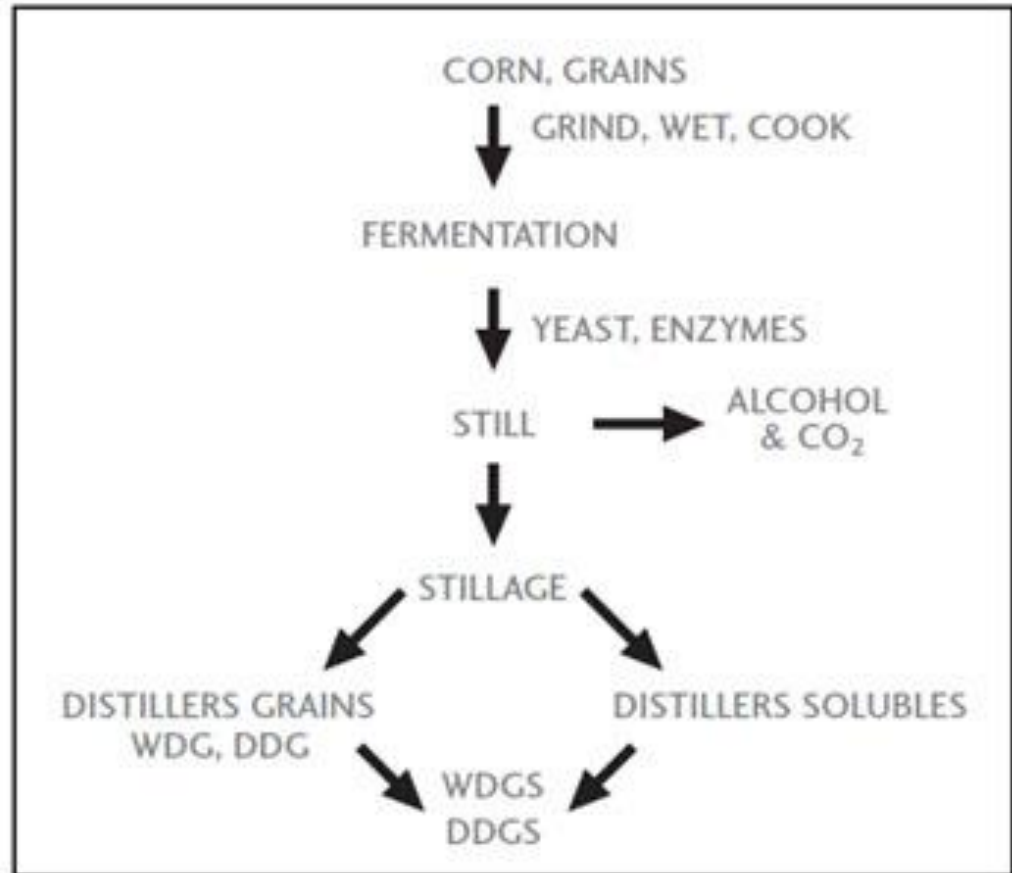 CORN, GRAINS
GRIND, WET, COOK
FERMENTATION
YEAST, ENZYMES
STILL
ALCOHOL
& CO₂
STILLAGE
DISTILLERS GRAINS
WDG, DDG
DISTILLERS SOLUBLES
WDGS
DDGS